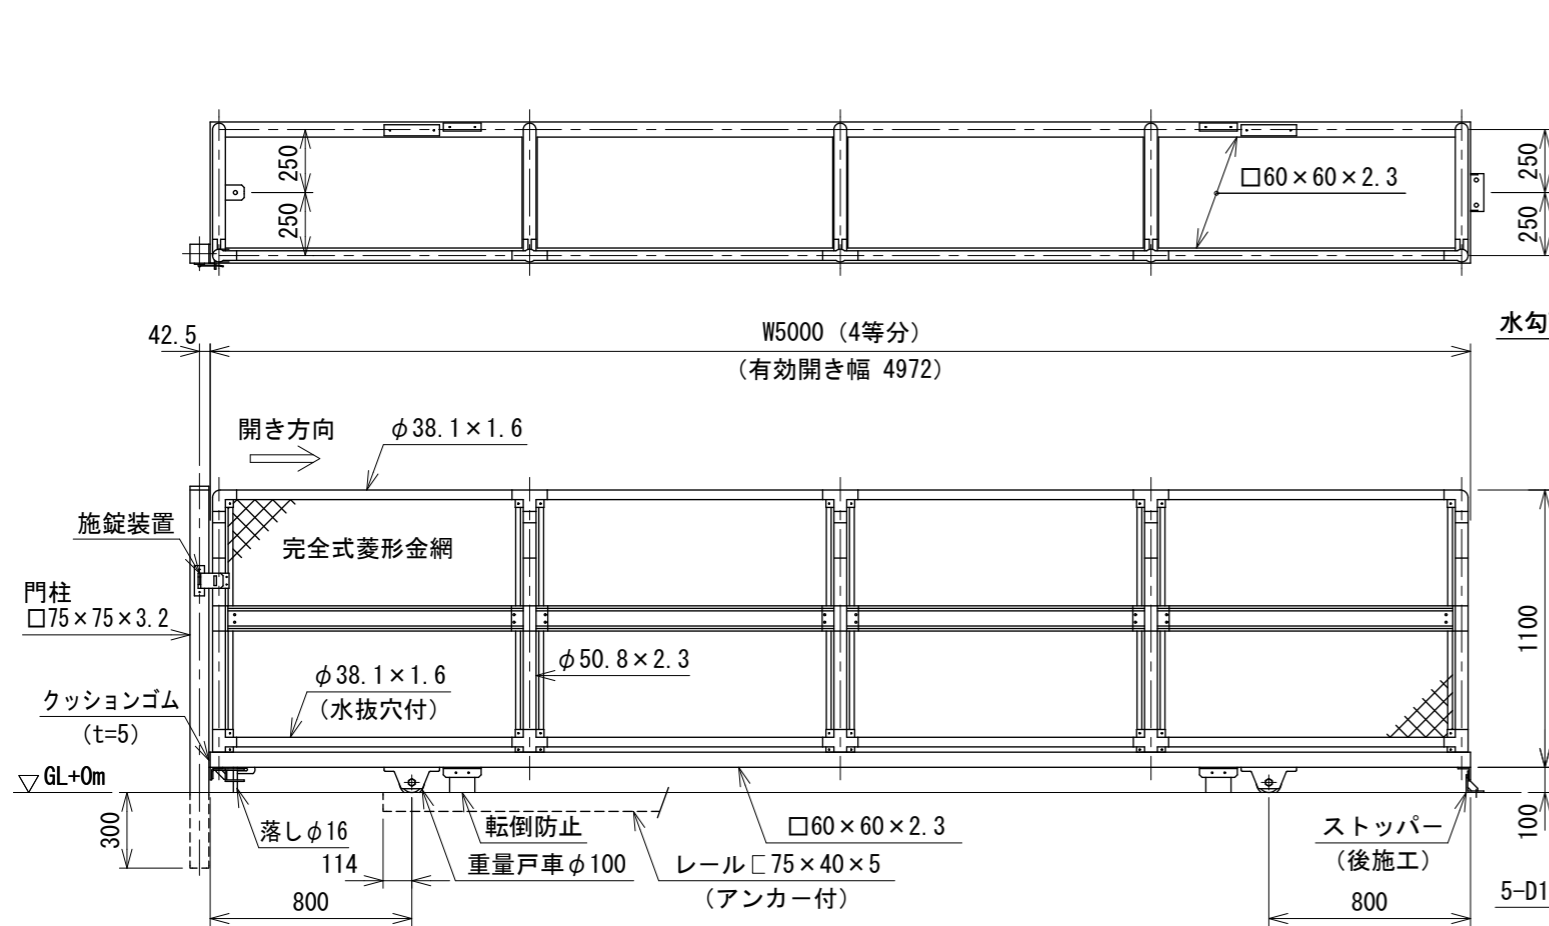 250
250
□60×60×2.3
250
250
42.5
W5000（4等分）
（有効開き幅 4972）
水勾
開き方向
φ38.1×1.6
施錠装置
完全式菱形金網
門柱
□75×75×3.2
φ38.1×1.6
（水抜穴付）
φ50.8×2.3
クッションゴム
（t=5）
1100
▽GL+0m
300
落しφ16
114
転倒防止
重量戸車φ100
□60×60×2.3
レール⊏75×40×5
（アンカー付）
ストッパー
（後施工）
100
800
800
5-D1